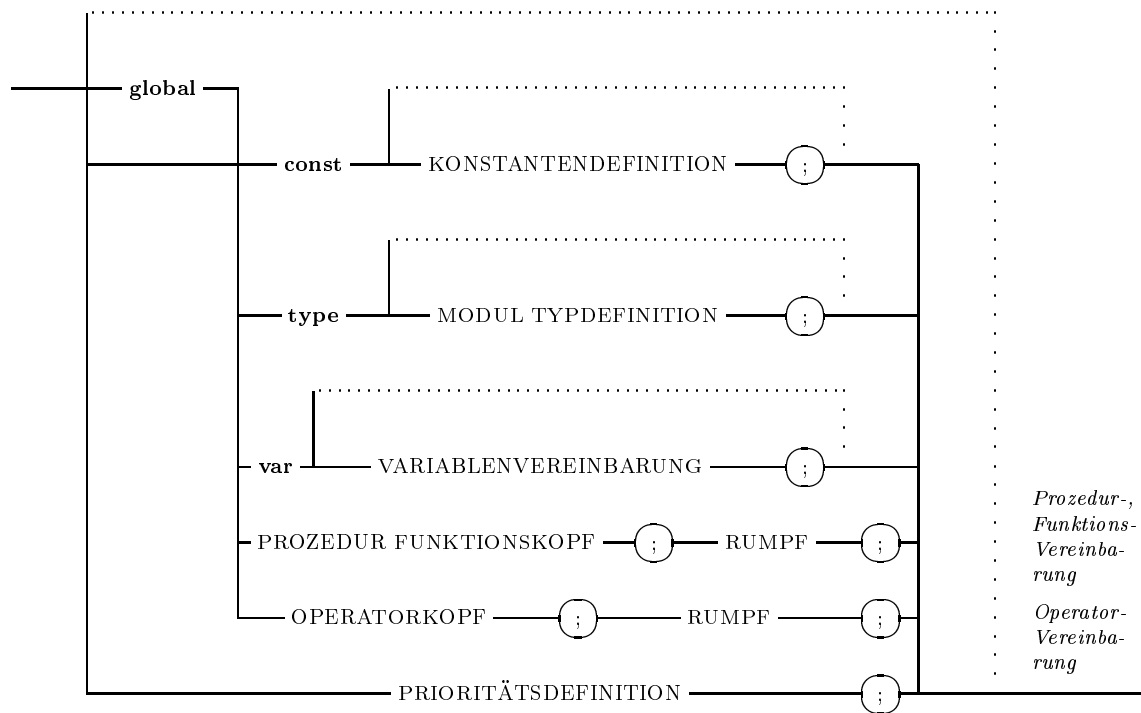 global
const KONSTANTENDEFINITION ;
type MODUL TYPDEFINITION ;
var VARIABLENVEREINBARUNG ;
PROZEDUR FUNKTIONSKOPF ; RUMPF ;
Prozedur-,
Funktions-
Vereinba-
rung
OPERATORKOPF ; RUMPF ;
Operator-
Vereinba-
rung
PRIORITÄTSDEFINITION ;